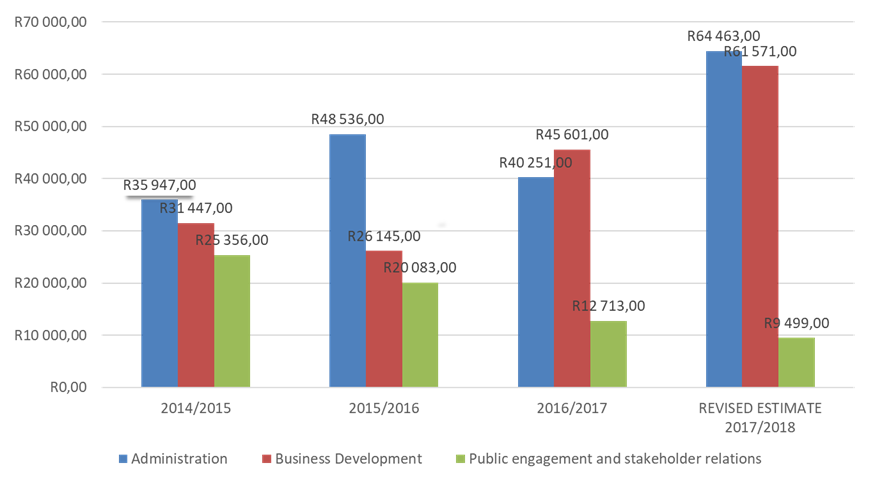 R70 000,00
R60 000,00
R50 000,00
R40 000,00
R30 000,00
R20 000,00
R10 000,00
R0,00
R35 947,00
R31 447,00
R25 356,00
R48 536,00
R26 145,00
R20 083,00
R40 251,00
R45 601,00
R12 713,00
R64 463,00
R61 571,00
R9 499,00
2014/2015
2015/2016
2016/2017
REVISED ESTIMATE
2017/2018
Administration
Business Development
Public engagement and stakeholder relations